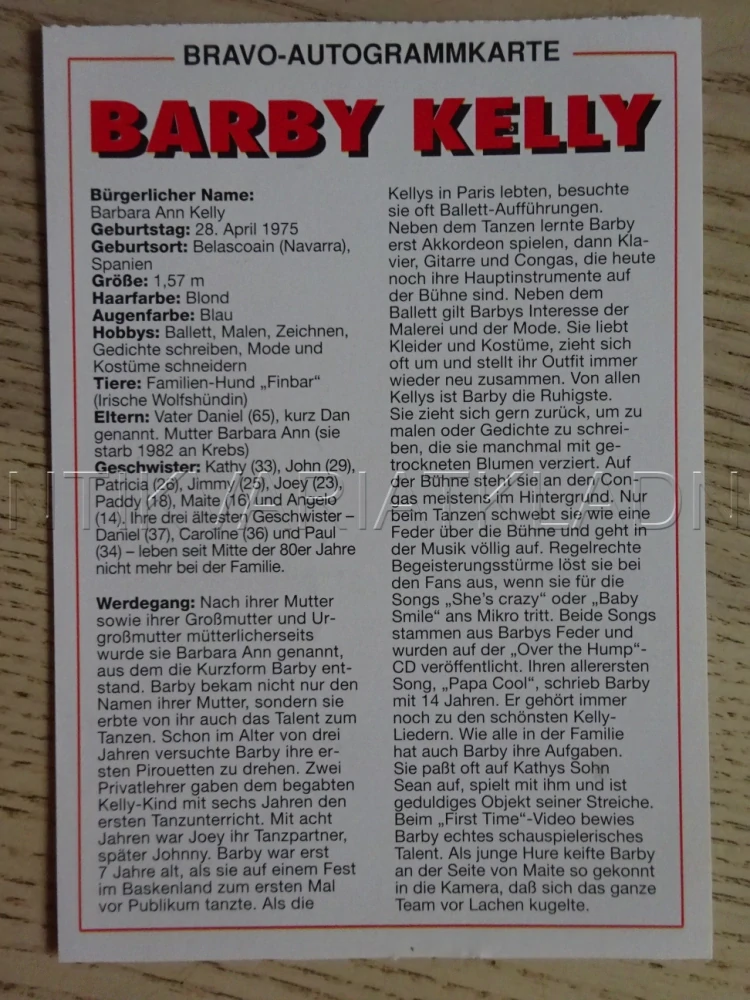 BRAVO-AUTOGRAMMKARTE
BARBY KELLY
Bürgerlicher Name:
Barbara Ann Kelly
Geburtstag: 28. April 1975
Geburtsort: Belascoain (Navarra),
Spanien
Größe: 1,57 m
Haarfarbe: Blond
Augenfarbe: Blau
Hobbys: Ballett, Malen, Zeichnen,
Gedichte schreiben, Mode und
Kostüme schneidern
Tiere: Familien-Hund „Finbar“
(Irische Wolfshündin)
Eltern: Vater Daniel (65), kurz Dan
genannt. Mutter Barbara Ann (sie
starb 1982 an Krebs)
Geschwister: Kathy (33), John (29),
Patricia (26), Jimmy (25), Joey (23),
Paddy (18), Maite (16) und Angelo
(14). Ihre drei ältesten Geschwister –
Daniel (37), Caroline (36) und Paul
(34) – leben seit Mitte der 80er Jahre
nicht mehr bei der Familie.
Werdegang: Nach ihrer Mutter
sowie ihrer Großmutter und Ur-
großmutter mütterlicherseits
wurde sie Barbara Ann genannt,
aus dem die Kurzform Barby ent-
stand. Barby bekam nicht nur den
Namen ihrer Mutter, sondern sie
erbte von ihr auch das Talent zum
Tanzen. Schon im Alter von drei
Jahren versuchte Barby ihre er-
sten Pirouetten zu drehen. Zwei
Privatlehrer gaben dem begabten
Kelly-Kind mit sechs Jahren den
ersten Tanzunterricht. Mit acht
Jahren war Joey ihr Tanzpartner,
später Johnny. Barby war erst
7 Jahre alt, als sie auf einem Fest
im Baskenland zum ersten Mal
vor Publikum tanzte. Als die
Kellys in Paris lebten, besuchte
sie oft Ballett-Aufführungen.
Neben dem Tanzen lernte Barby
erst Akkordeon spielen, dann Kla-
vier, Gitarre und Congas, die heute
noch ihre Hauptinstrumente auf
der Bühne sind. Neben dem
Ballett gilt Barbys Interesse der
Malerei und der Mode. Sie liebt
Kleider und Kostüme, zieht sich
oft um und stellt ihr Outfit immer
wieder neu zusammen. Von allen
Kellys ist Barby die Ruhigste.
Sie zieht sich gern zurück, um zu
malen oder Gedichte zu schrei-
ben, die sie manchmal mit ge-
trockneten Blumen verziert. Auf
der Bühne steht sie an den Con-
gas meistens im Hintergrund. Nur
beim Tanzen schwebt sie wie eine
Feder über die Bühne und geht in
der Musik völlig auf. Regelrechte
Begeisterungsstürme löst sie bei
den Fans aus, wenn sie für die
Songs „She's crazy“ oder „Baby
Smile“ ans Mikro tritt. Beide Songs
stammen aus Barbys Feder und
wurden auf der „Over the Hump“-
CD veröffentlicht. Ihren allerersten
Song, „Papa Cool“, schrieb Barby
mit 14 Jahren. Er gehört immer
noch zu den schönsten Kelly-
Liedern. Wie alle in der Familie
hat auch Barby ihre Aufgaben.
Sie paßt oft auf Kathys Sohn
Sean auf, spielt mit ihm und ist
geduldiges Objekt seiner Streiche.
Beim „First Time“-Video bewies
Barby echtes schauspielerisches
Talent. Als junge Hure keifte Barby
an der Seite von Maite so gekonnt
in die Kamera, daß sich das ganze
Team vor Lachen kugelte.